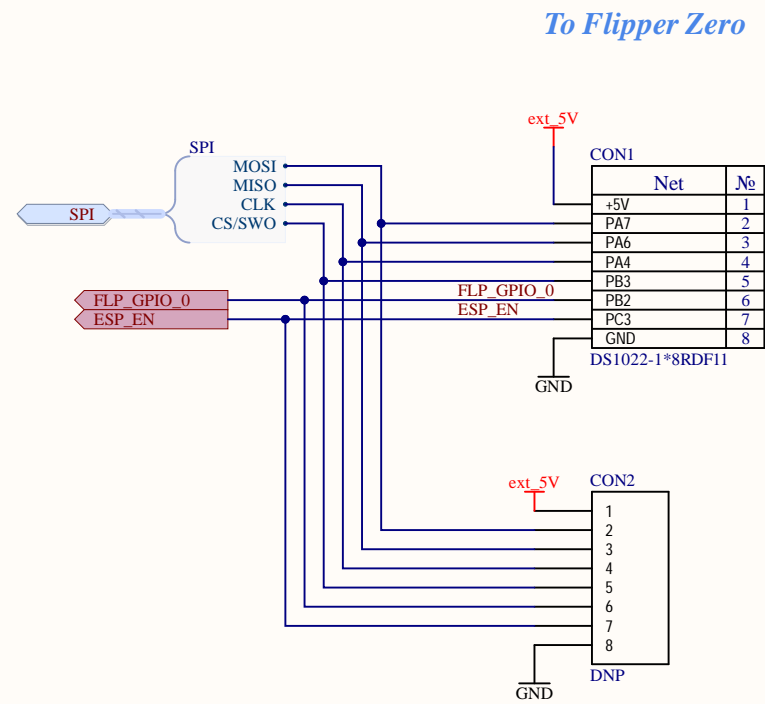 To Flipper Zero
ext_5V
SPI
CON1
MOSI
MISO
CLK
CS/SWO
SPI
Net №
+5V 1
PA7 2
PA6 3
PA4 4
PB3 5
FLP_GPIO_0 FLP_GPIO_0 PB2 6
ESP_EN ESP_EN PC3 7
GND 8
DS1022-1*8RDF11
GND
ext_5V
CON2
1
2
3
4
5
6
7
8
DNP
GND